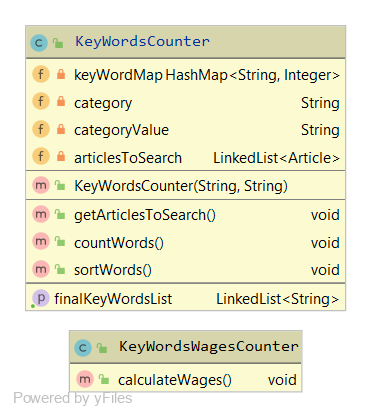 KeyWordsCounter
keyWordMap HashMap<String, Integer>
category String
categoryValue String
articlesToSearch LinkedList<Article>
KeyWordsCounter(String, String)
getArticlesToSearch() void
countWords() void
sortWords() void
finalKeyWordsList LinkedList<String>
KeyWordsWagesCounter
calculateWages() void
Powered by yFiles